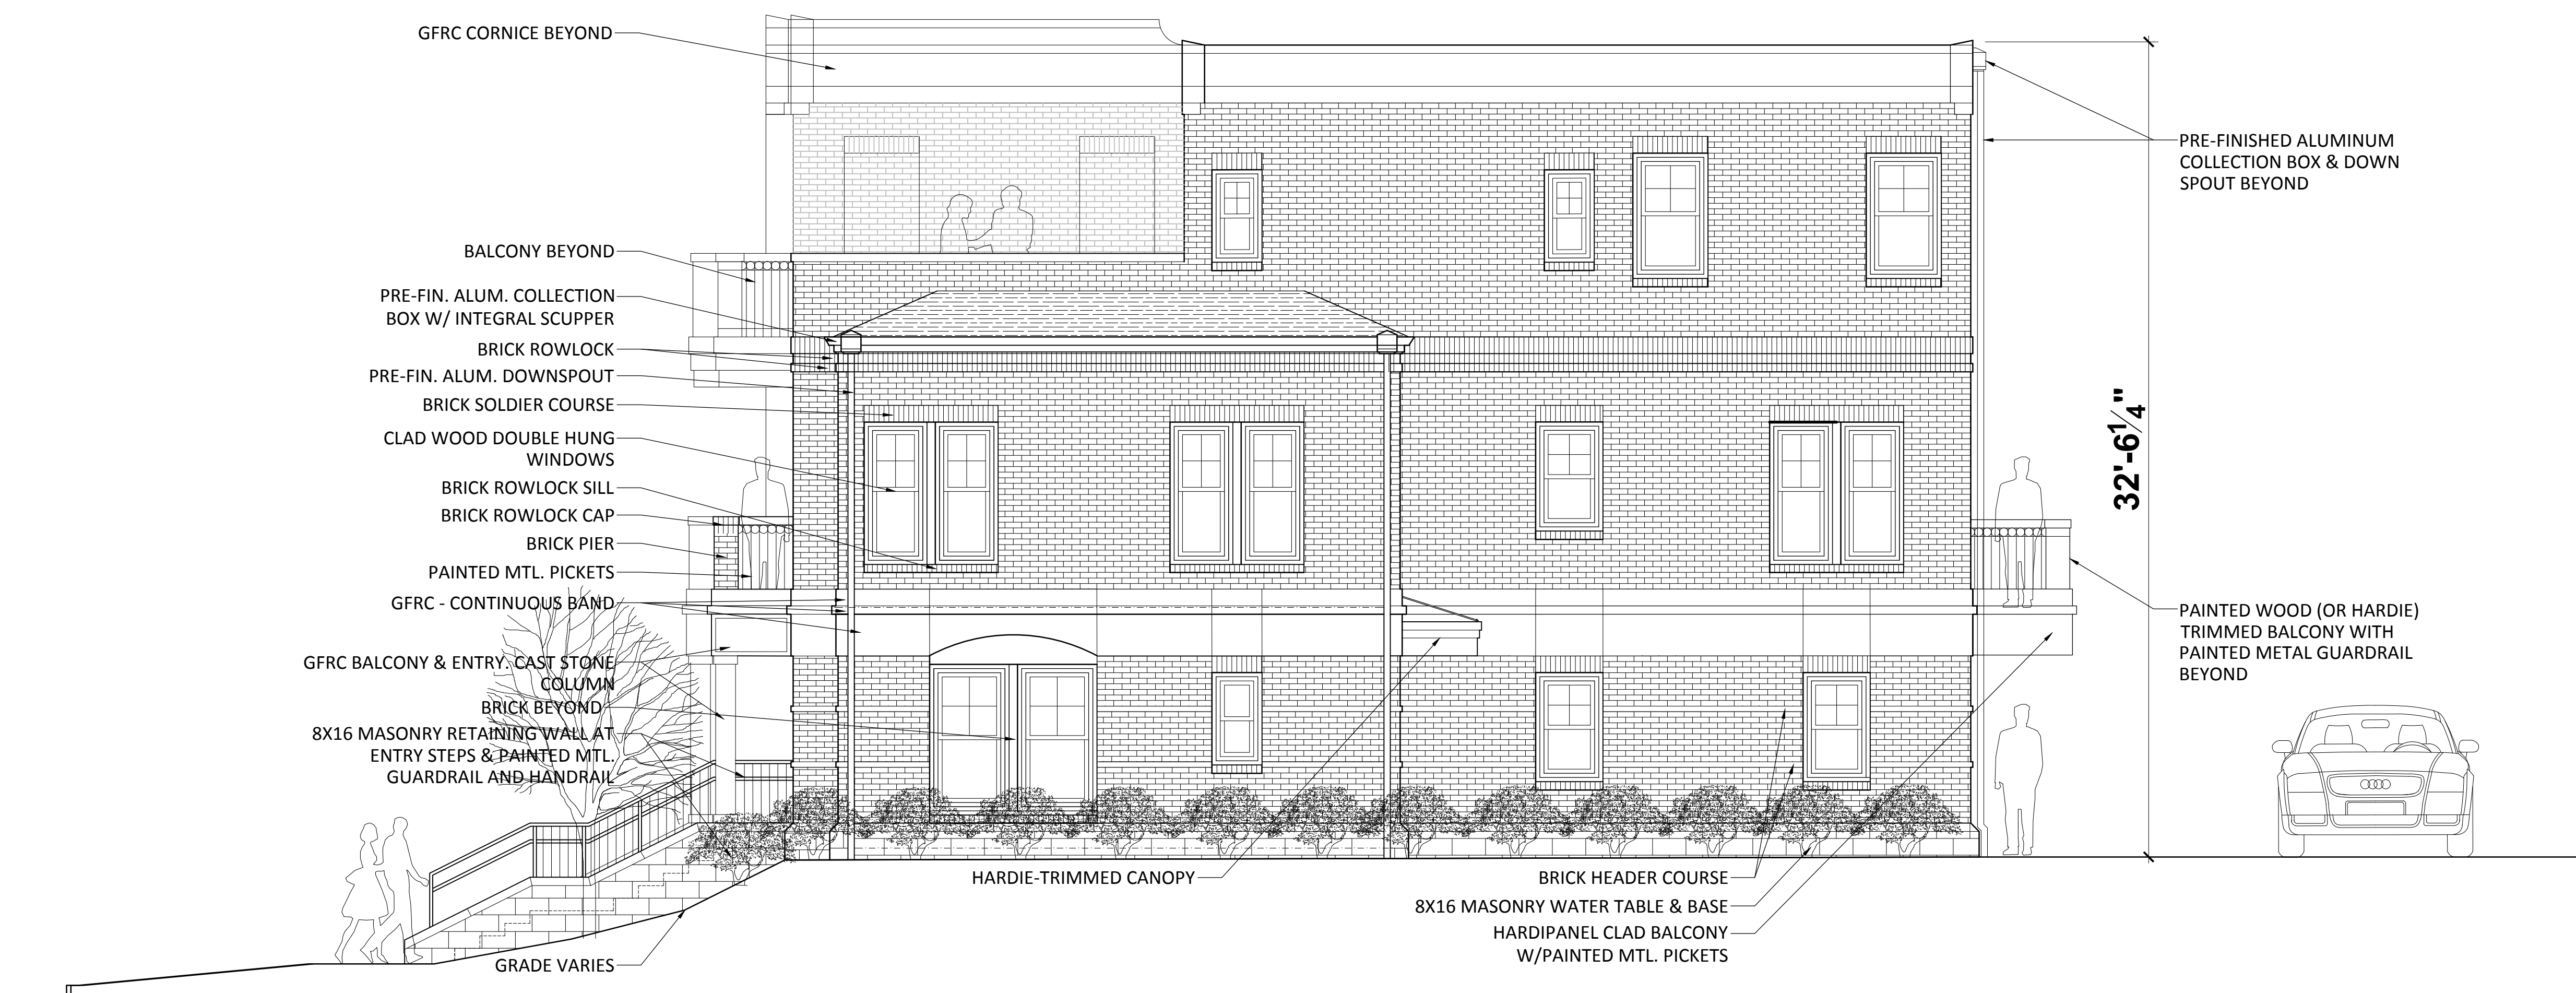 GFRC CORNICE BEYOND
BALCONY BEYOND
PRE-FIN. ALUM. COLLECTION
BOX W/ INTEGRAL SCUPPER
BRICK ROWLOCK
PRE-FIN. ALUM. DOWNSPOUT
BRICK SOLDIER COURSE
CLAD WOOD DOUBLE HUNG
WINDOWS
BRICK ROWLOCK SILL
BRICK ROWLOCK CAP
BRICK PIER
PAINTED MTL. PICKETS
GFRC - CONTINUOUS BAND
GFRC BALCONY & ENTRY. CAST STONE
COLUMN
BRICK BEYOND
8X16 MASONRY RETAINING WALL AT
ENTRY STEPS & PAINTED MTL.
GUARDRAIL AND HANDRAIL
GRADE VARIES
HARDIE-TRIMMED CANOPY
BRICK HEADER COURSE
8X16 MASONRY WATER TABLE & BASE
HARDIPANEL CLAD BALCONY
W/PAINTED MTL. PICKETS
32'-6 1/4"
PRE-FINISHED ALUMINUM
COLLECTION BOX & DOWN
SPOUT BEYOND
PAINTED WOOD (OR HARDIE)
TRIMMED BALCONY WITH
PAINTED METAL GUARDRAIL
BEYOND